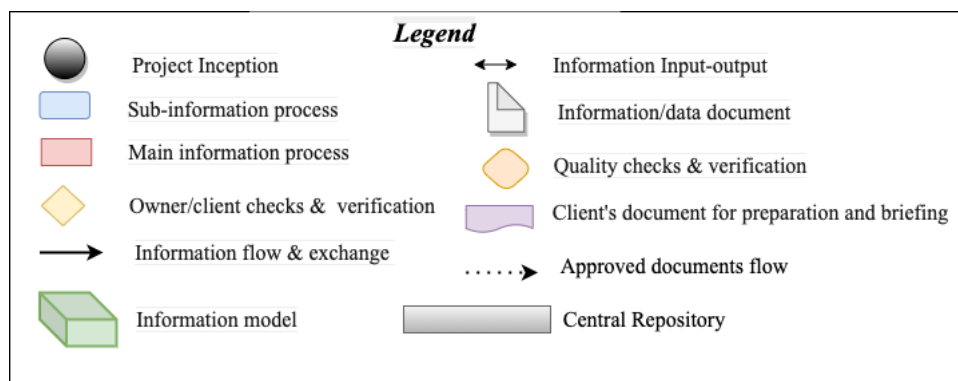 Legend
Project Inception
Information Input-output
Sub-information process
Information/data document
Main information process
Quality checks & verification
Owner/client checks & verification
Client's document for preparation and briefing
Information flow & exchange
Approved documents flow
Information model
Central Repository